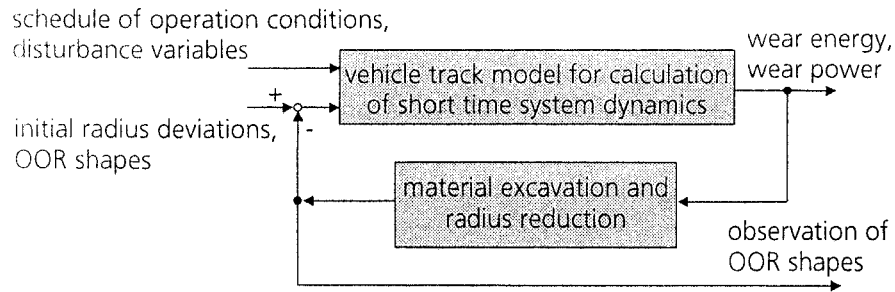 schedule of operation conditions,
disturbance variables
wear energy,
wear power
vehicle track model for calculation
of short time system dynamics
+
-
initial radius deviations,
OOR shapes
material excavation and
radius reduction
observation of
OOR shapes